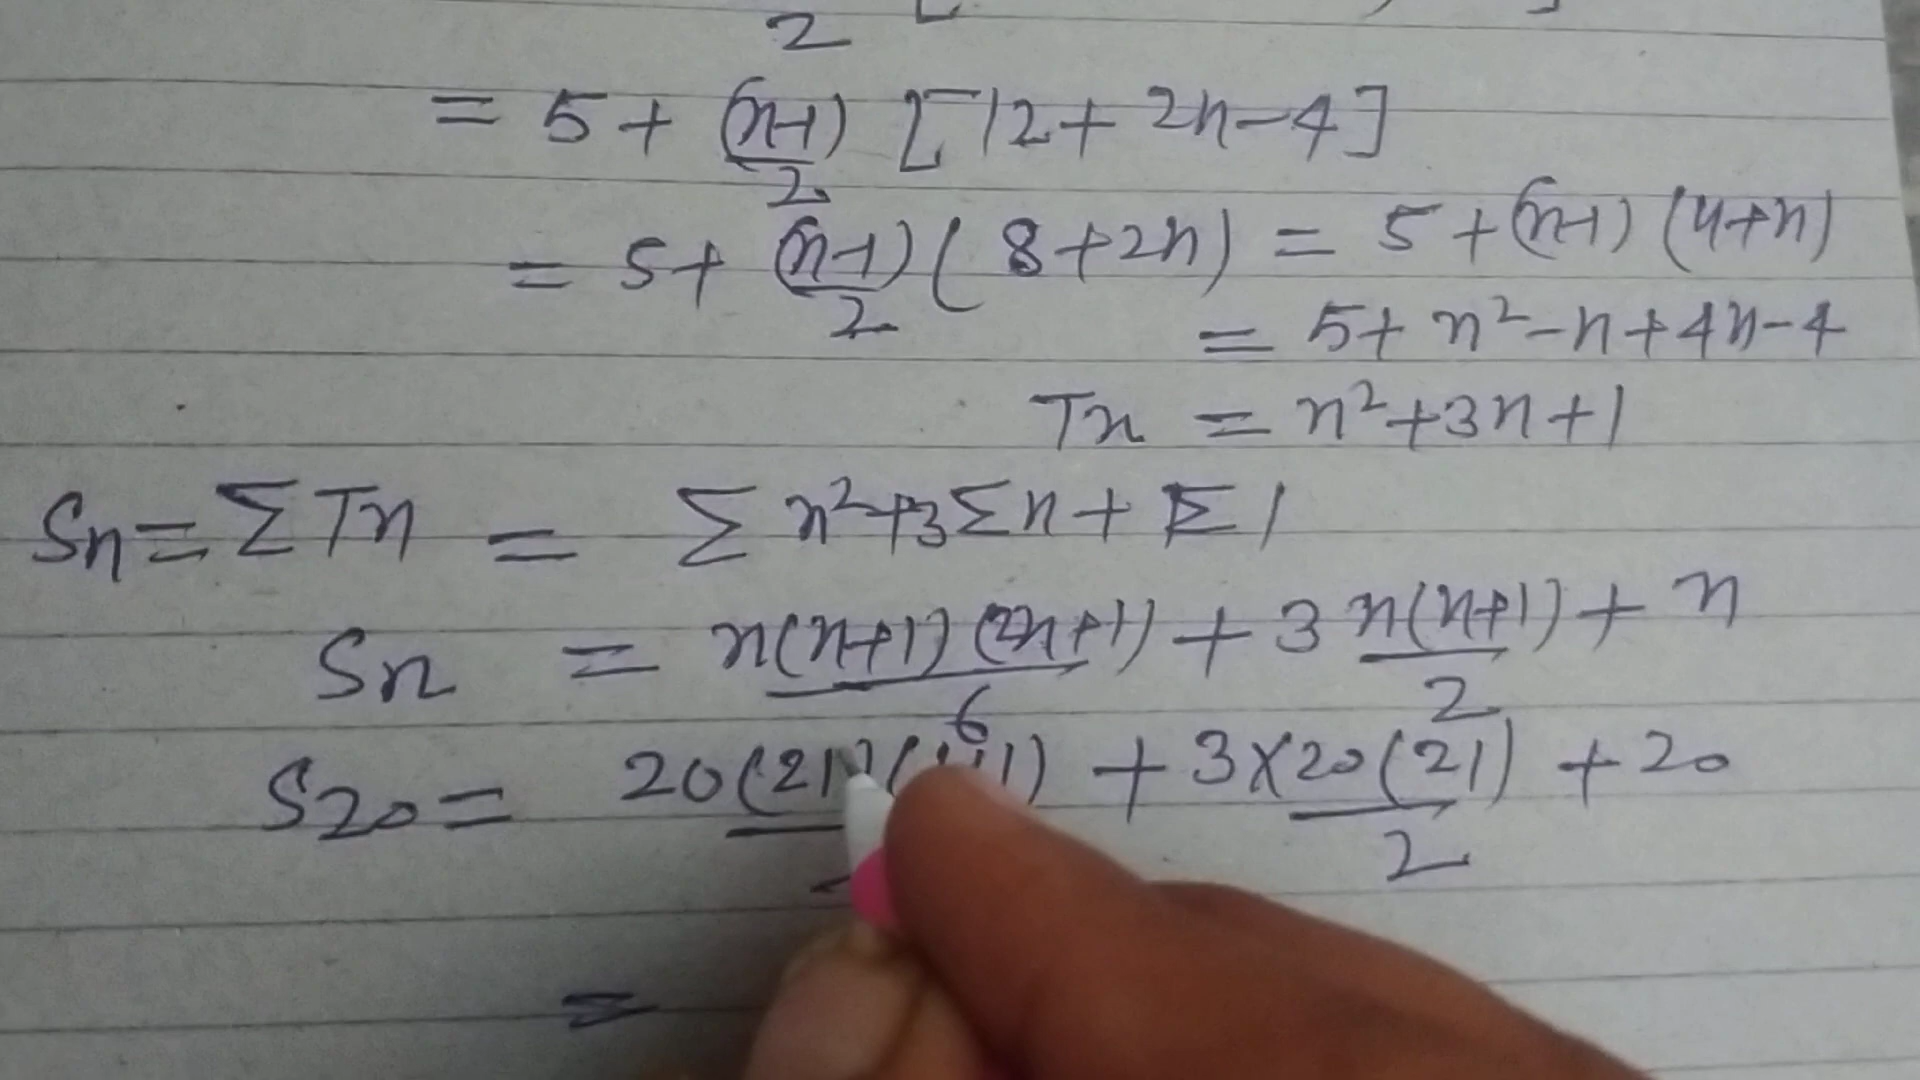 2
= 5 + (n-1)/2 [12 + 2n-4]
= 5+ (n-1)/2 (8+2n) = 5 +(n-1) (4+n)
= 5+ n²-n+4n-4
Tn = n²+3n+1
Sn = ΣTn = Σn²+3Σn+Σ1
Sn = n(n+1)(2n+1)/6 + 3 n(n+1)/2 + n
S20 = 20(21)( + 3×20(21)/2 + 20
=